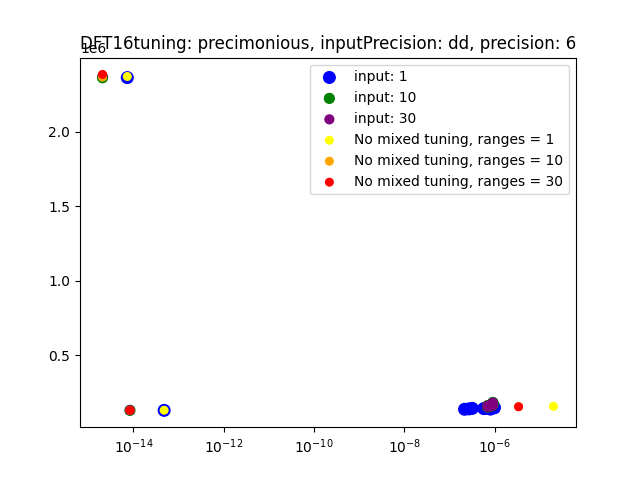 DFT16tuning: precimonious, inputPrecision: dd, precision: 6
1e6
input: 1
input: 10
input: 30
No mixed tuning, ranges = 1
No mixed tuning, ranges = 10
No mixed tuning, ranges = 30
2.0
1.5
1.0
0.5
10⁻¹⁴ 10⁻¹² 10⁻¹⁰ 10⁻⁸ 10⁻⁶